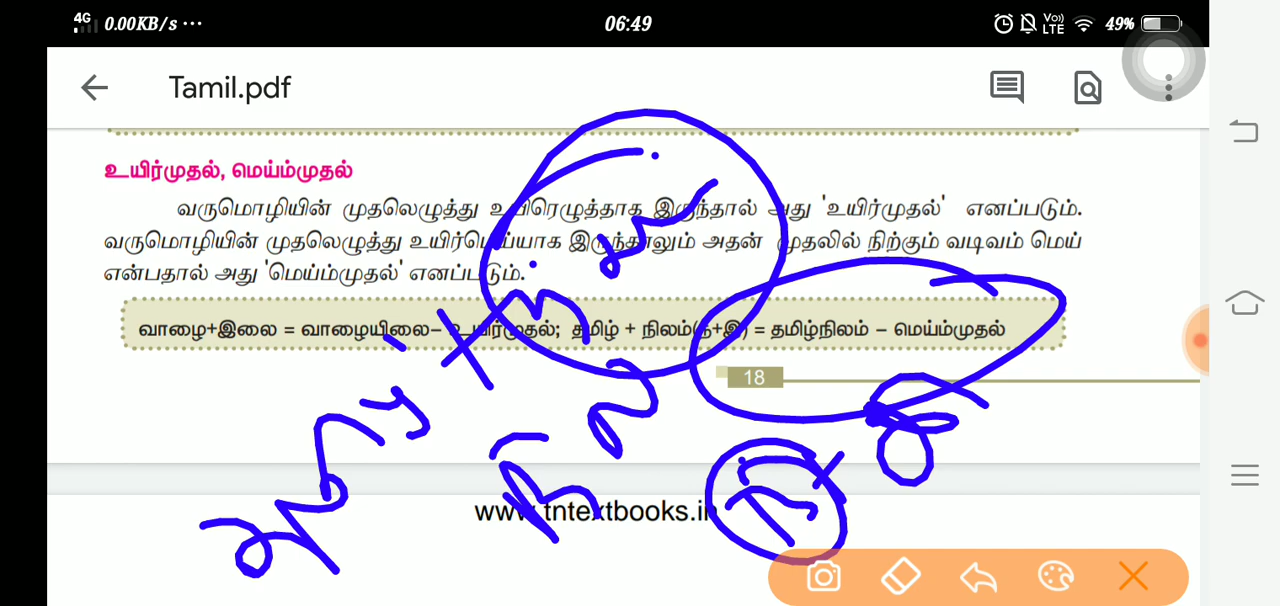 4G 0.00KB/s ... 06:49 Vo)) LTE 49%
Tamil.pdf
உயிர்முதல், மெய்ம்முதல்
வருமொழியின் முதலெழுத்து உயிரெழுத்தாக இருந்தால் அது 'உயிர்முதல்' எனப்படும்.
வருமொழியின் முதலெழுத்து உயிர்மெய்யாக இருந்தாலும் அதன் முதலில் நிற்கும் வடிவம் மெய்
என்பதால் அது 'மெய்ம்முதல்' எனப்படும்.
வாழை+இலை = வாழையிலை– உயிர்முதல்; தமிழ் + நிலம்(ந்+இ) = தமிழ்நிலம் – மெய்ம்முதல்
18
www.tntextbooks.in